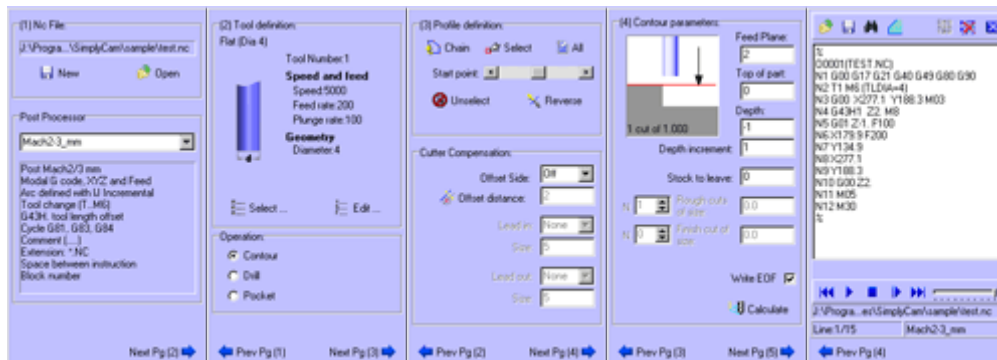 (1) Nc File:
J:\Progra...\SimplyCam\sample\test.nc
New
Open
Post Processor
Mach2-3_mm
Post Mach2/3 mm
Modal G code, XYZ and Feed
Arc defined with IJ Incremental
Tool change (T..M6)
G43H. tool length offset
Cycle G81, G83, G84
Comment (....)
Extension: *.NC
Space between instruction
Block number
Next Pg(2)
(2) Tool definition:
Flat (Dia 4)
Tool Number:1
Speed and feed
Speed:5000
Feed rate:200
Plunge rate:100
Geometry
Diameter:4
4
Select ...
Edit ...
Operation:
Contour
Drill
Pocket
Prev Pg (1)
Next Pg(3)
(3) Profile definition:
Chain
Select
All
Start point:
Unselect
Reverse
Cutter Compensation:
Offset Side:
Off
Offset distance:
2
Lead in:
None
Size:
5
Lead out:
None
Size:
5
Prev Pg (2)
Next Pg(4)
(4) Contour parameters:
1 cut of 1.000
Feed Plane:
2
Top of part:
0
Depth:
-1
Depth increment:
1
Stock to leave:
0
N
1
Rough cuts of size:
0.0
N
0
Finish cut of size:
0.0
Write EOF
Calculate
Prev Pg (3)
Next Pg(5)
%
O0001(TEST.NC)
N1 G00 G17 G21 G40 G49 G80 G90
N2 T1 M6 (TLDIA=4)
N3 G00 X277.1 Y188.3 M03
N4 G43H1 Z2. M8
N5 G01 Z-1. F100
N6 X179.9 F200
N7 Y134.9
N8 X277.1
N9 Y188.3
N10 G00 Z2.
N11 M05
N12 M30
%
J:\Progra...es\SimplyCam\sample\test.nc
Line:1/15
Mach2-3_mm
Prev Pg (4)